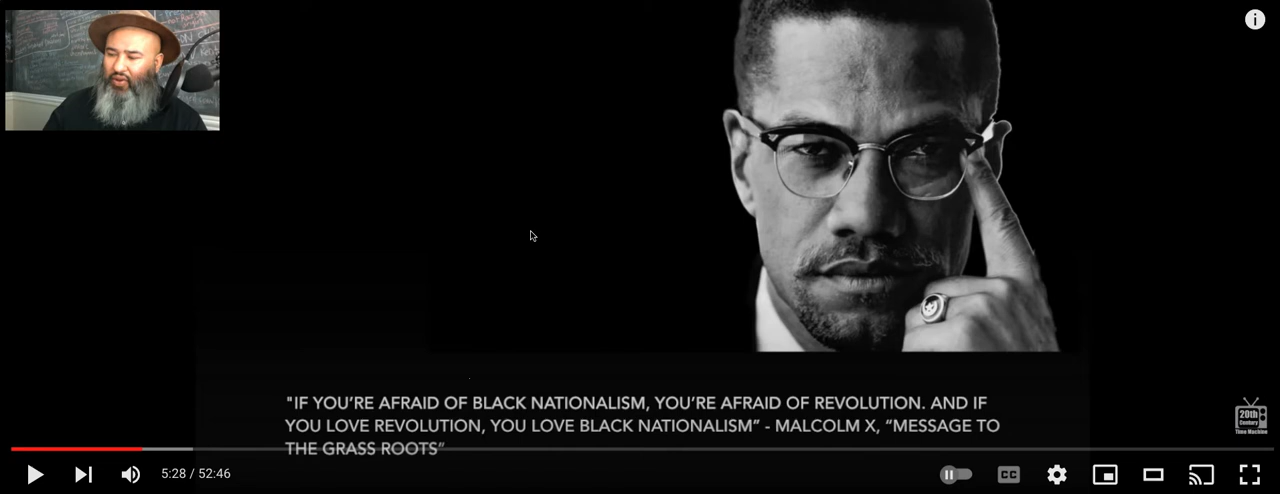 "IF YOU'RE AFRAID OF BLACK NATIONALISM, YOU'RE AFRAID OF REVOLUTION. AND IF
YOU LOVE REVOLUTION, YOU LOVE BLACK NATIONALISM" - MALCOLM X, "MESSAGE TO
THE GRASS ROOTS"
20th
Century
Time Machine
5:28 / 52:46
CC